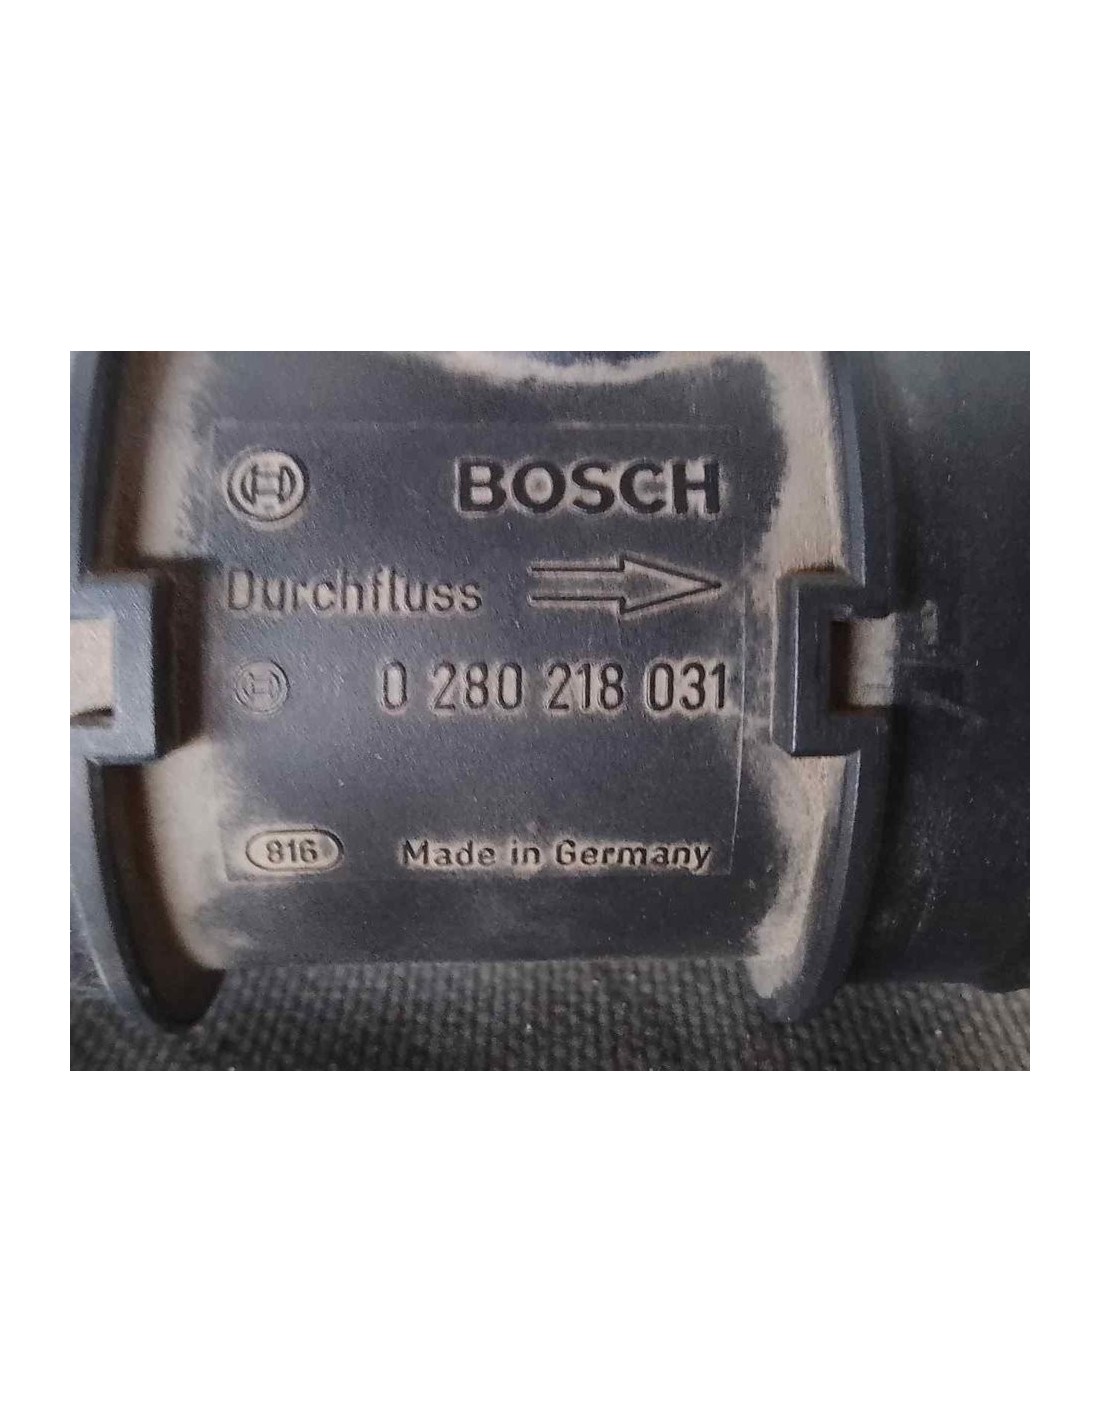 BOSCH
Durchfluss
0 280 218 031
816 Made in Germany